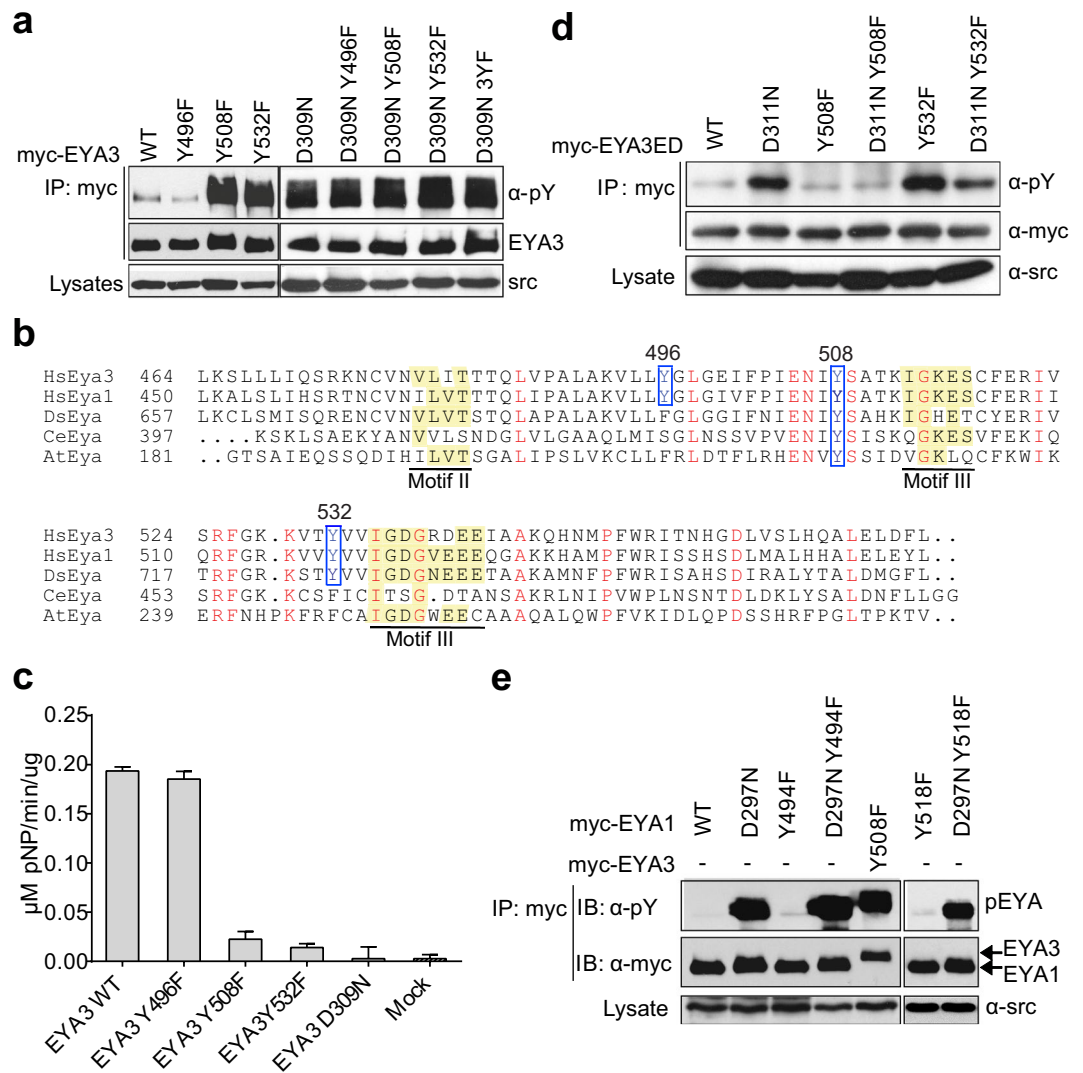 a
myc-EYA3
WT
Y496F
Y508F
Y532F
D309N
D309N Y496F
D309N Y508F
D309N Y532F
D309N 3YF
IP: myc
α-pY
EYA3
Lysates
src
d
myc-EYA3ED
WT
D311N
Y508F
D311N Y508F
Y532F
D311N Y532F
IP: myc
α-pY
α-myc
Lysate
α-src
b
496 508
HsEya3 464 LKSLLLIQSRKNCVNVLITTTQLVPALAKVLLYGLGEIFPIENIYSATKIGKESCFERIV
HsEya1 450 KALSLIHSRTNCINILVTTTQLIPALAKVLLYGLGIVFPIENIYSATKIGKESCFERII
DsEya 657 LKCLSMISQRENCVNVLVTSTQLAPALAKVLLFGLGGIFNIENIYSAHKIGHETCYERIV
CeEya 397 ....KSKLSAEKYANVVLSNDGLVLGAAQLMISGLNSSVPVENIYSISKQGKESVFEKIQ
AtEya 181 ..GTSAIEQSSQDIHILVTSGALIPSLVKCLLFRLDTFLRHENVYSSSIDVGKLQCFKWIK
Motif II Motif III
532
HsEya3 524 SRFGK.KVTYVVIGDGRDEEIAAKQHNMPFWRITNHGDLVSLHQALELDFL..
HsEya1 510 QRFGR.KVVYVVIGDGVEEEQGAKKHAMPFWRISSHSDLMALHHALELEYL.
DsEya 717 TRFGR.KSTYVVIGDGNEEETAAKAMNFPFWRISAHSDIRALYTALDMGFL..
CeEya 453 SRFGK.KCSFICITSG.DTANSAKRLNIPVWPLNSNTDLDKLYSALDNFLLGG
AtEya 239 ERFNHPKFRFCAIGDGWEECAAAQALQWPFVKIDLQPDSSHRFPGLTPKTV..
Motif III
c
µM pNP/min/ug
0.25
0.20
0.15
0.10
0.05
0.00
EYA3 WT
EYA3 Y496F
EYA3 Y508F
EYA3Y532F
EYA3 D309N
Mock
e
myc-EYA1
WT
D297N
Y494F
D297N Y494F
Y518F
D297N Y518F
myc-EYA3 - - - - Y508F - -
IP: myc
IB: α-pY
pEYA
IB: α-myc
EYA3
EYA1
Lysate
α-src